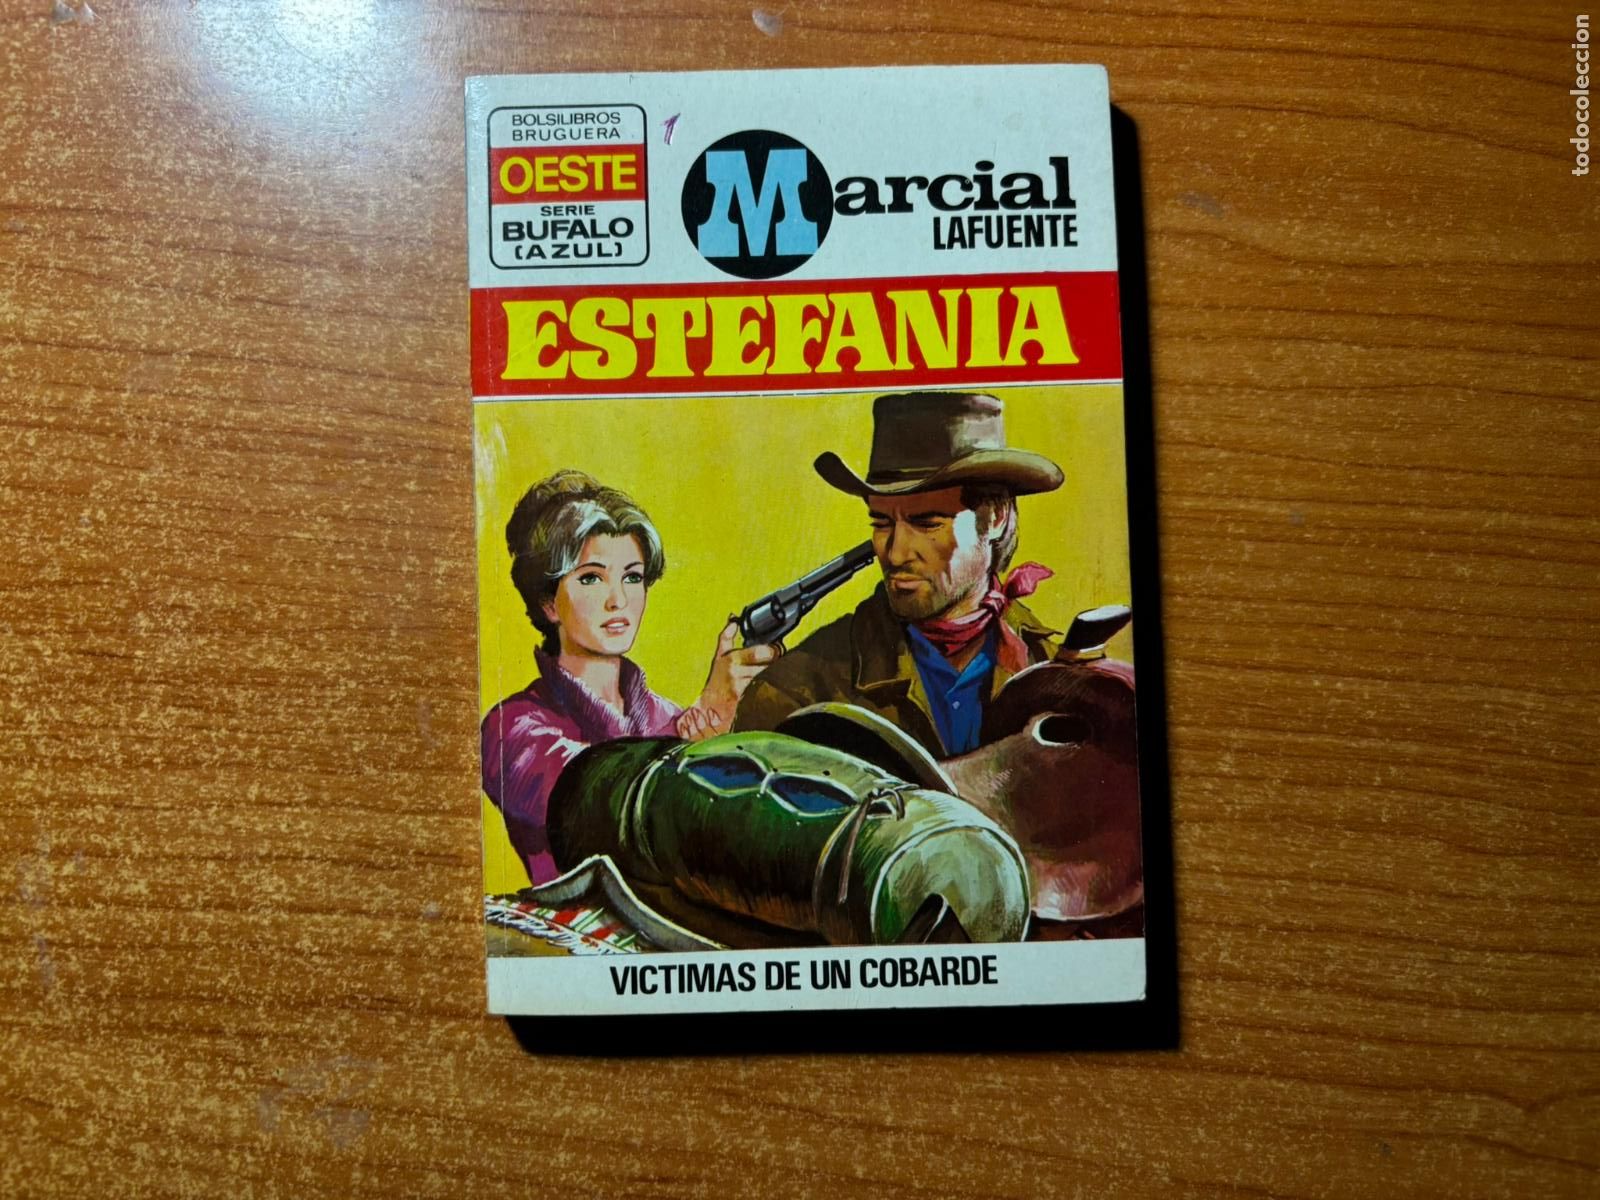 BOLSILIBROS
BRUGUERA
OESTE
SERIE
BUFALO
(AZUL)
1
Marcial
LAFUENTE
ESTEFANIA
VICTIMAS DE UN COBARDE
todocoleccion